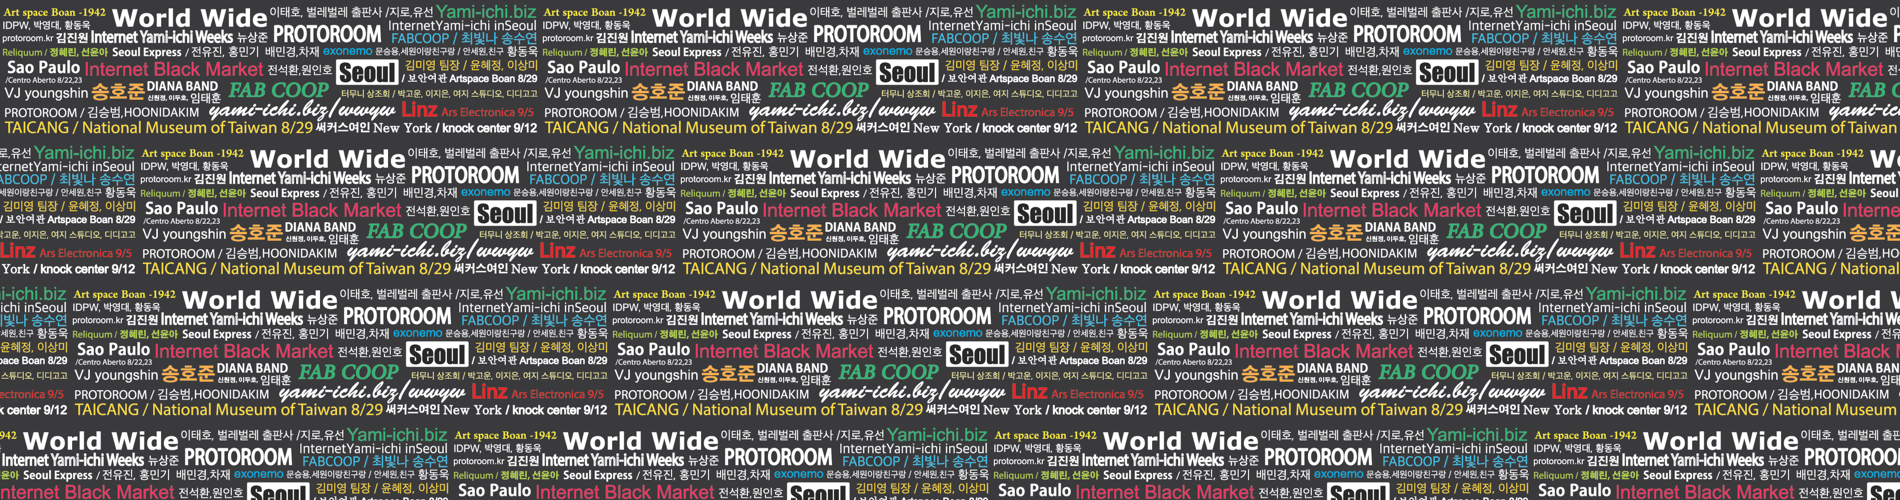 Art space Boan -1942 World Wide 이태호, 벌레벌레 출판사 /지로,유선 Yami-ichi.biz
IDPW, 박영대, 황동욱 InternetYami-ichi inSeoul
protoroom.kr 김진원 Internet Yami-ichi Weeks 뉴상준 PROTOROOM FABCOOP / 최빛나 송수연
Reliquum / 정혜린, 선윤아 Seoul Express / 전유진, 홍민기 배민경,차재 exonemo 문승용,세원이랑친구랑 / 안세원,친구 황동욱
Sao Paulo Internet Black Market 전석환,원인호 Seoul 김미영 팀장 / 윤혜정, 이상미
/Centro Aberto 8/22,23 / 보안여관 Artspace Boan 8/29
VJ youngshin 송호준 DIANA BAND FAB COOP 터무니 상조회 / 박고운, 이지은, 여지 스튜디오, 디디고고
신원정, 이두호, 임태훈
PROTOROOM / 김승범,HOONIDAKIM yami-ichi.biz/wwyw Linz Ars Electronica 9/5
TAICANG / National Museum of Taiwan 8/29 써커스여인 New York / knock center 9/12